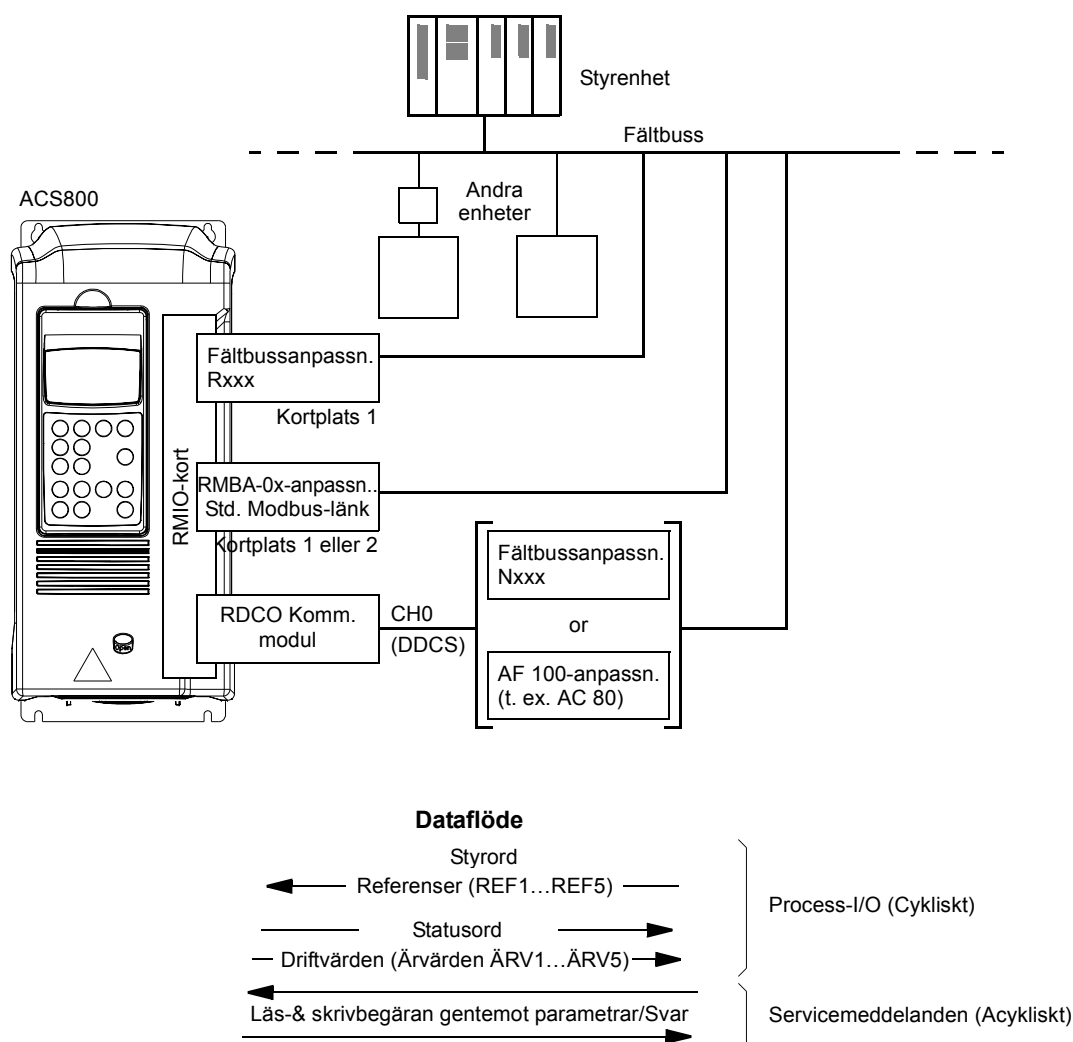 Styrenhet
Fältbuss
Andra
enheter
ACS800
Fältbussanpassn.
Rxxx
Kortplats 1
RMIO-kort
RMBA-0x-anpassn..
Std. Modbus-länk
Kortplats 1 eller 2
Fältbussanpassn.
Nxxx
RDCO Komm.
modul
CH0
(DDCS)
or
AF 100-anpassn.
(t. ex. AC 80)
Open
Dataflöde
Styrord
Referenser (REF1…REF5)
Process-I/O (Cykliskt)
Statusord
Driftvärden (Ärvärden ÄRV1…ÄRV5)
Läs-& skrivbegäran gentemot parametrar/Svar
Servicemeddelanden (Acykliskt)